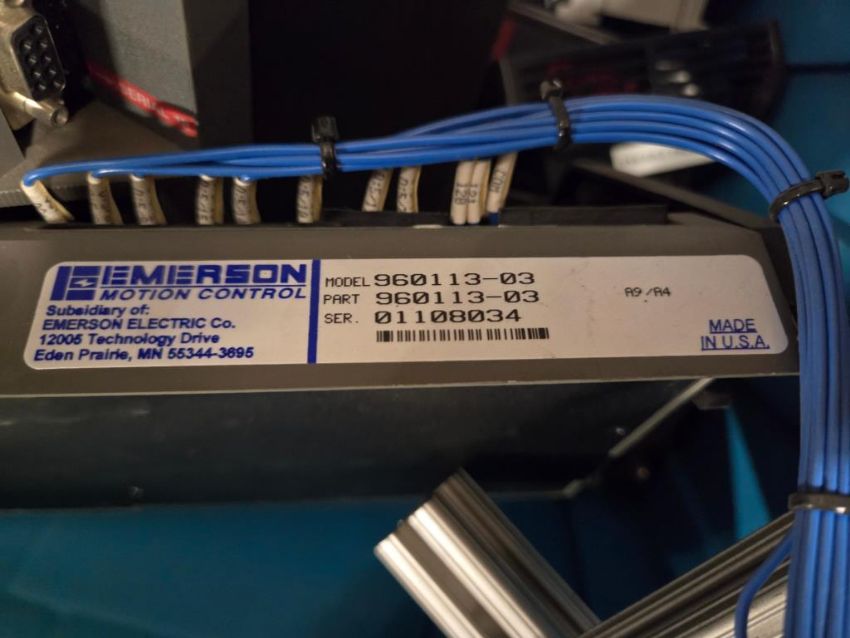 EMERSON
MOTION CONTROL
Subsidiary of:
EMERSON ELECTRIC Co.
12005 Technology Drive
Eden Prairie, MN 55344-3695
MODEL 960113-03
PART 960113-03
SER. 01108034
A9/A4
MADE
IN U.S.A.